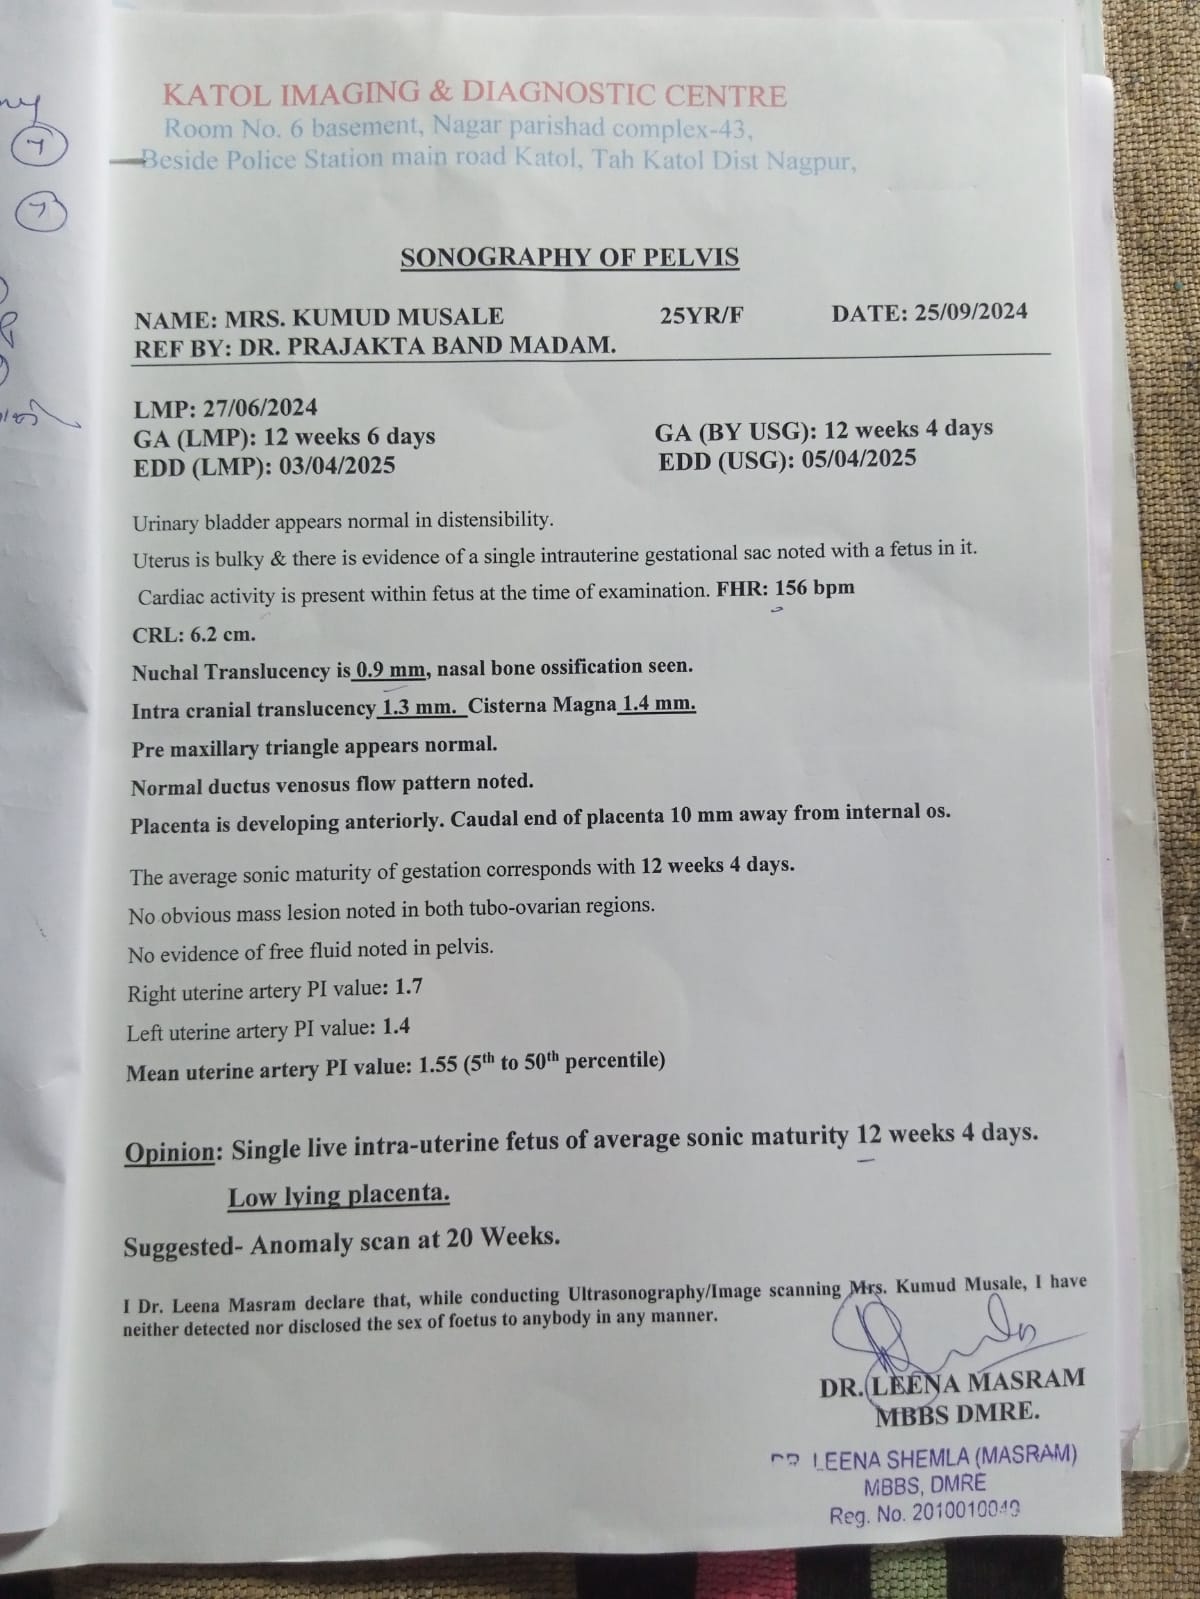 KATOL IMAGING & DIAGNOSTIC CENTRE
Room No. 6 basement, Nagar parishad complex-43,
Beside Police Station main road Katol, Tah Katol Dist Nagpur,
SONOGRAPHY OF PELVIS
NAME: MRS. KUMUD MUSALE 25YR/F DATE: 25/09/2024
REF BY: DR. PRAJAKTA BAND MADAM.
LMP: 27/06/2024
GA (LMP): 12 weeks 6 days GA (BY USG): 12 weeks 4 days
EDD (LMP): 03/04/2025 EDD (USG): 05/04/2025
Urinary bladder appears normal in distensibility.
Uterus is bulky & there is evidence of a single intrauterine gestational sac noted with a fetus in it.
Cardiac activity is present within fetus at the time of examination. FHR: 156 bpm
CRL: 6.2 cm.
Nuchal Translucency is 0.9 mm, nasal bone ossification seen.
Intra cranial translucency 1.3 mm. Cisterna Magna 1.4 mm.
Pre maxillary triangle appears normal.
Normal ductus venosus flow pattern noted.
Placenta is developing anteriorly. Caudal end of placenta 10 mm away from internal os.
The average sonic maturity of gestation corresponds with 12 weeks 4 days.
No obvious mass lesion noted in both tubo-ovarian regions.
No evidence of free fluid noted in pelvis.
Right uterine artery PI value: 1.7
Left uterine artery PI value: 1.4
Mean uterine artery PI value: 1.55 (5th to 50th percentile)
Opinion: Single live intra-uterine fetus of average sonic maturity 12 weeks 4 days.
Low lying placenta.
Suggested- Anomaly scan at 20 Weeks.
I Dr. Leena Masram declare that, while conducting Ultrasonography/Image scanning Mrs. Kumud Musale, I have
neither detected nor disclosed the sex of foetus to anybody in any manner.
DR. LEENA MASRAM
MBBS DMRE.
LEENA SHEMLA (MASRAM)
MBBS, DMRE
Reg. No. 2010010049